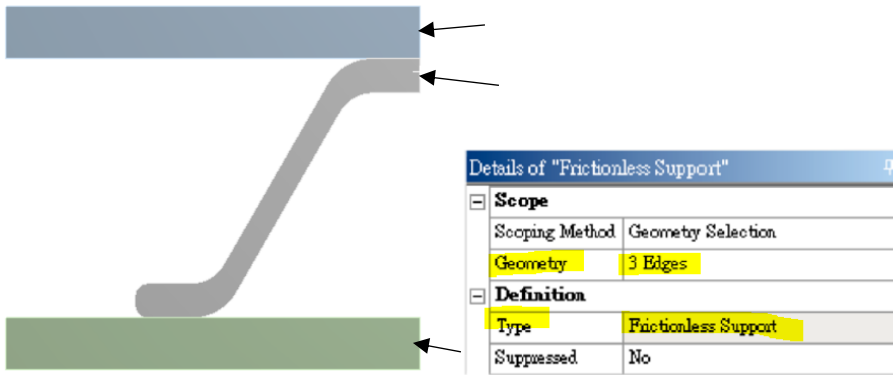 Details of "Frictionless Support"
Scope
Scoping Method Geometry Selection
Geometry 3 Edges
Definition
Type Frictionless Support
Suppressed No